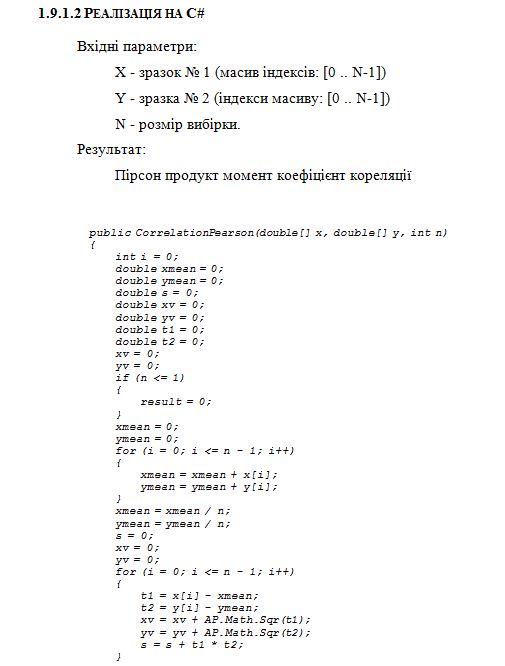 1.9.1.2 РЕАЛІЗАЦІЯ НА C#
Вхідні параметри:
X - зразок № 1 (масив індексів: [0 .. N-1])
Y - зразка № 2 (індекси масиву: [0 .. N-1])
N - розмір вибірки.
Результат:
Пірсон продукт момент коефіцієнт кореляції
public CorrelationPearson(double[] x, double[] y, int n)
{
int i = 0;
double xmean = 0;
double ymean = 0;
double s = 0;
double xv = 0;
double yv = 0;
double t1 = 0;
double t2 = 0;
xv = 0;
yv = 0;
if (n <= 1)
{
result = 0;
}
xmean = 0;
ymean = 0;
for (i = 0; i <= n - 1; i++)
{
xmean = xmean + x[i];
ymean = ymean + y[i];
}
xmean = xmean / n;
ymean = ymean / n;
s = 0;
xv = 0;
yv = 0;
for (i = 0; i <= n - 1; i++)
{
t1 = x[i] - xmean;
t2 = y[i] - ymean;
xv = xv + AP.Math.Sqr(t1);
yv = yv + AP.Math.Sqr(t2);
s = s + t1 * t2;
}